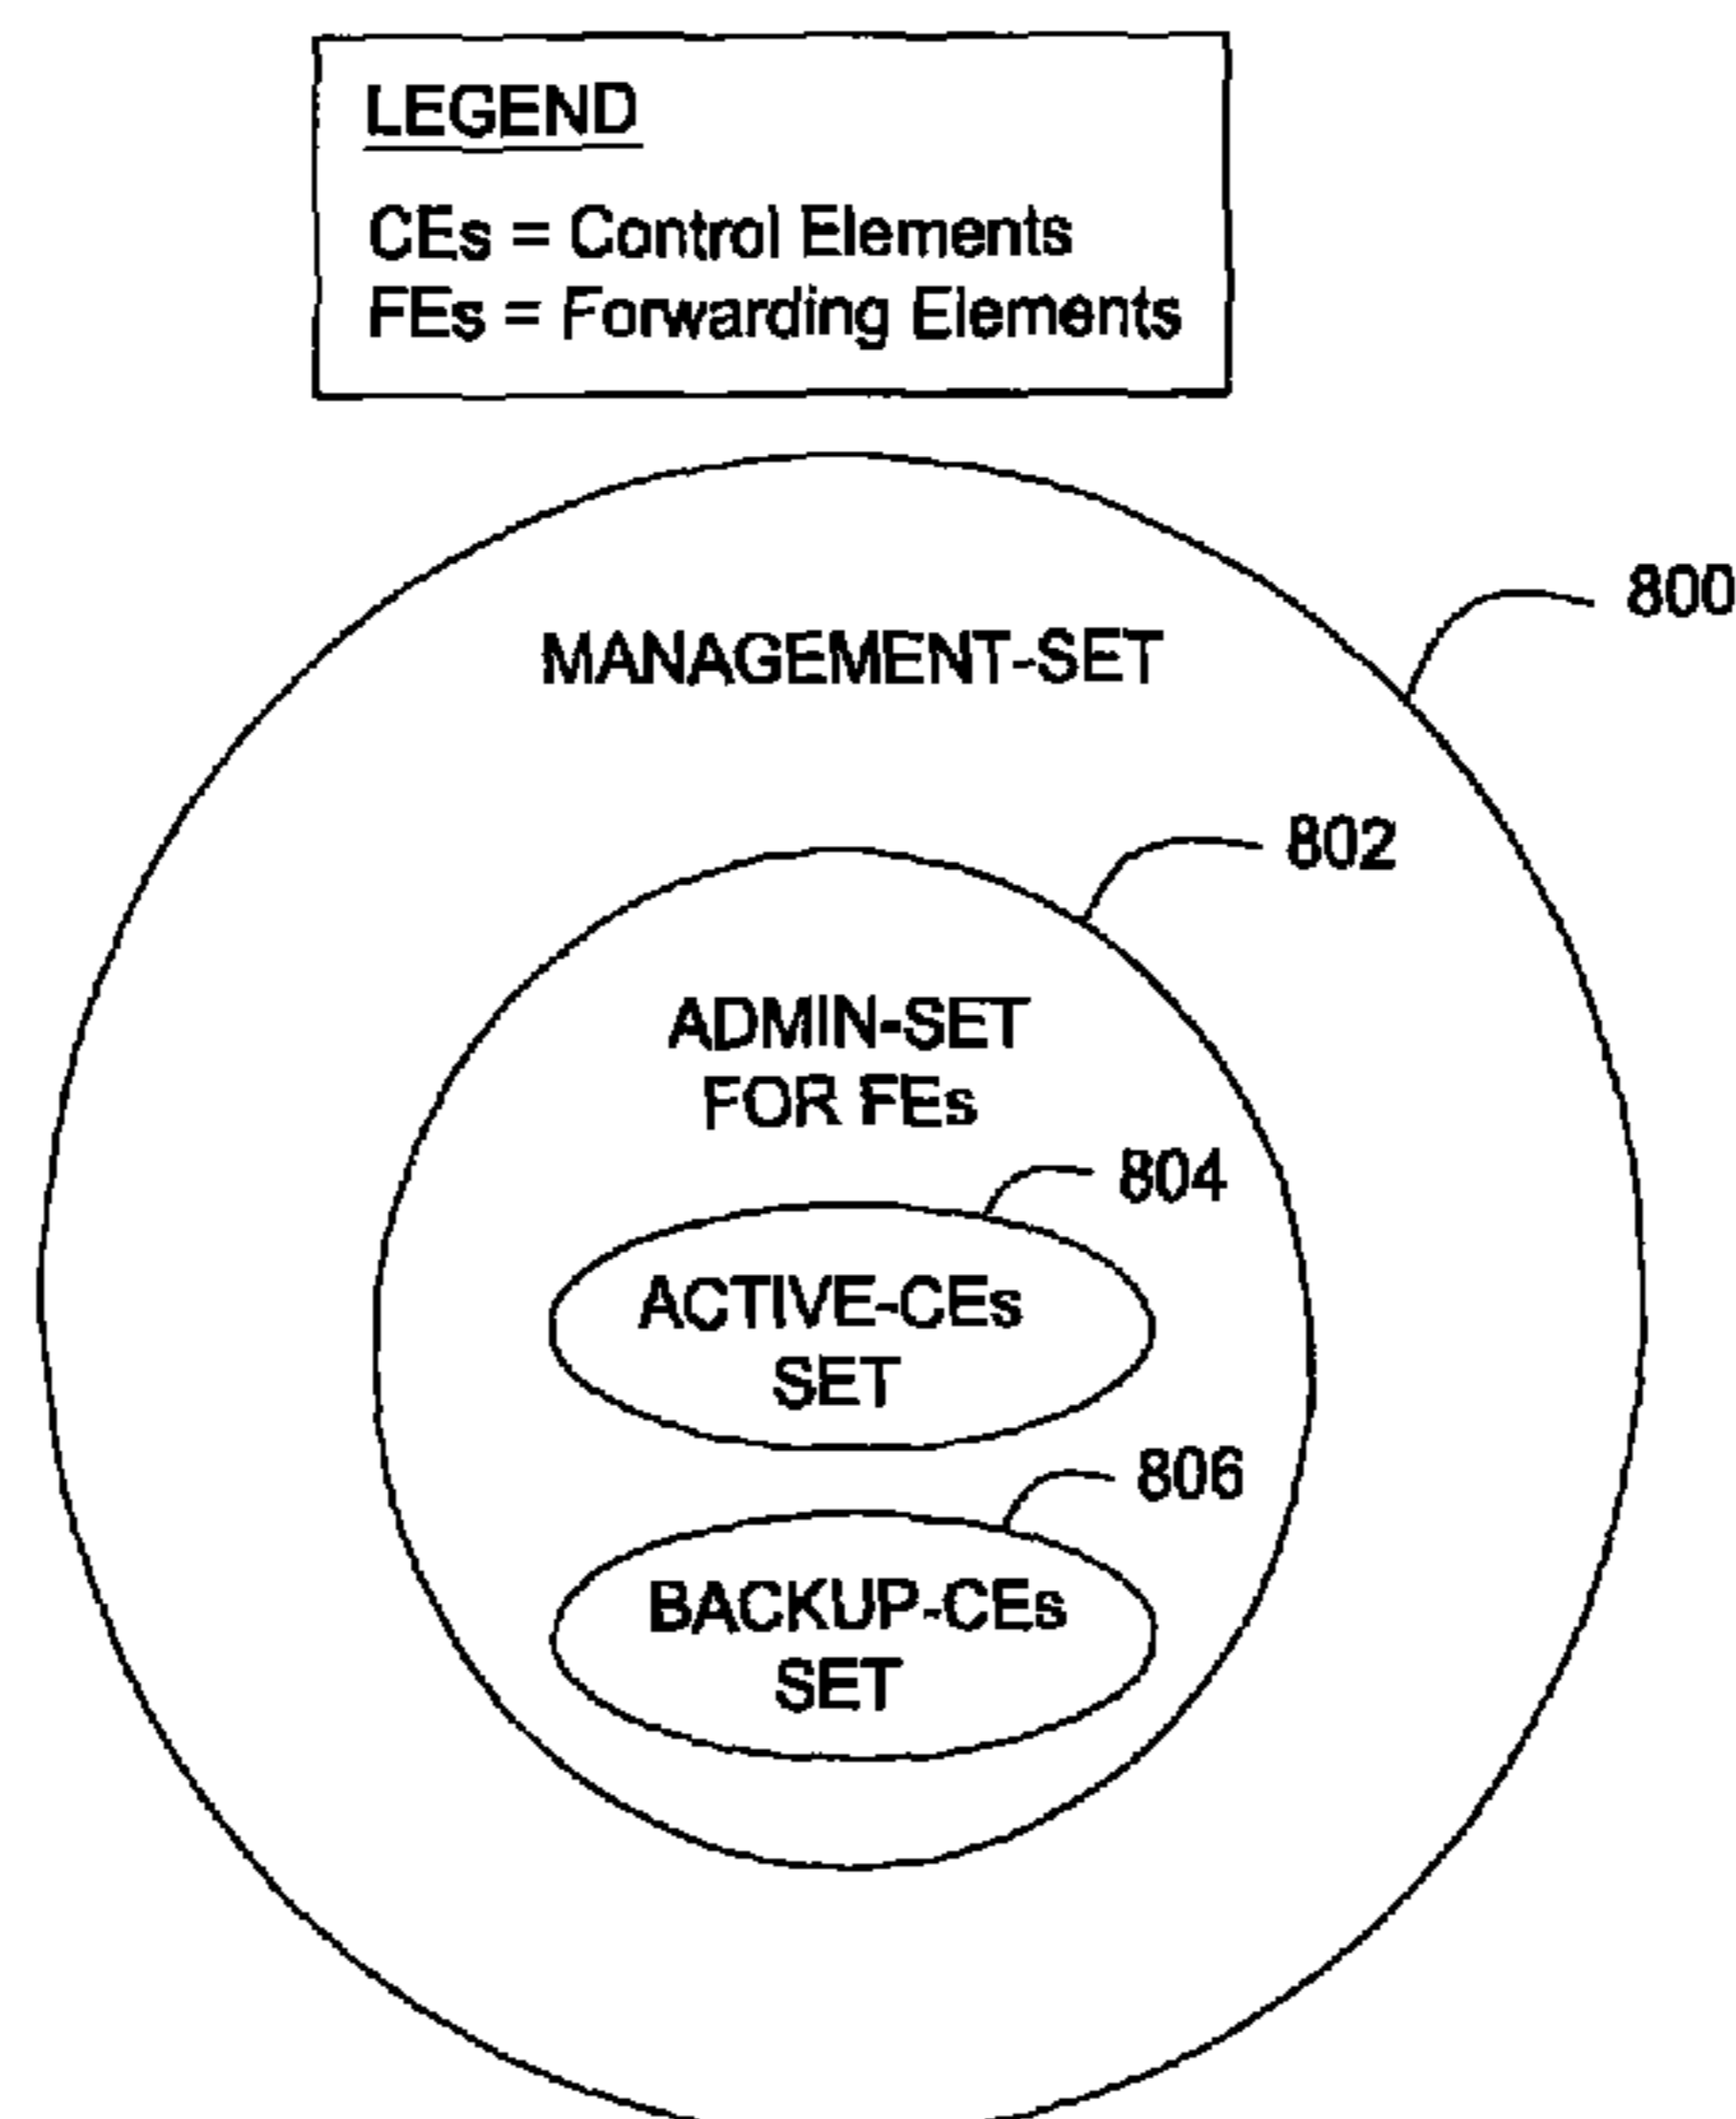 LEGEND
CEs = Control Elements
FEs = Forwarding Elements
800
MANAGEMENT-SET
802
ADMIN-SET
FOR FEs
804
ACTIVE-CEs
SET
806
BACKUP-CEs
SET